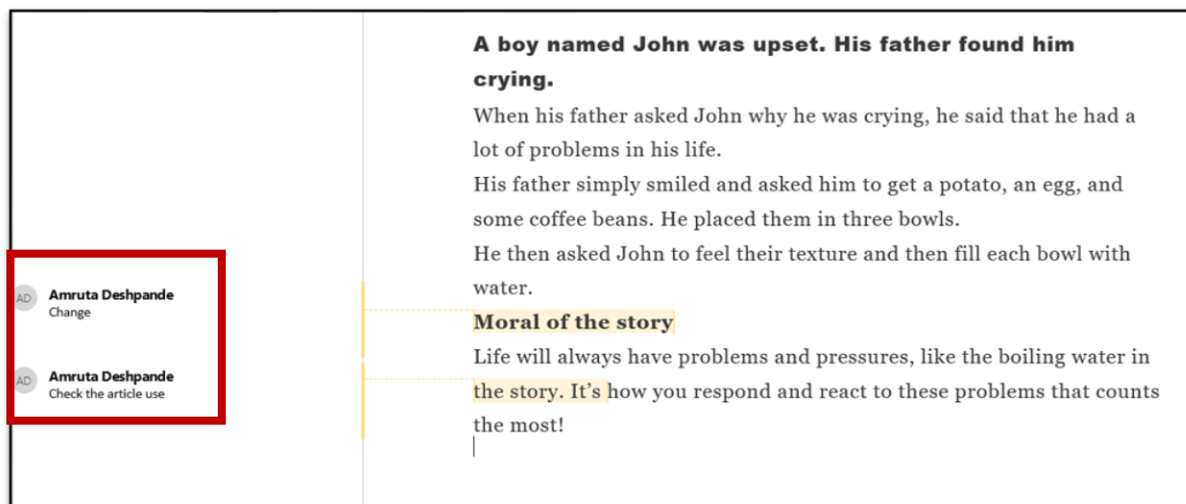 A boy named John was upset. His father found him
crying.
When his father asked John why he was crying, he said that he had a
lot of problems in his life.
His father simply smiled and asked him to get a potato, an egg, and
some coffee beans. He placed them in three bowls.
He then asked John to feel their texture and then fill each bowl with
water.
AD Amruta Deshpande
Change
Moral of the story
Life will always have problems and pressures, like the boiling water in
AD Amruta Deshpande
Check the article use
the story. It’s how you respond and react to these problems that counts
the most!